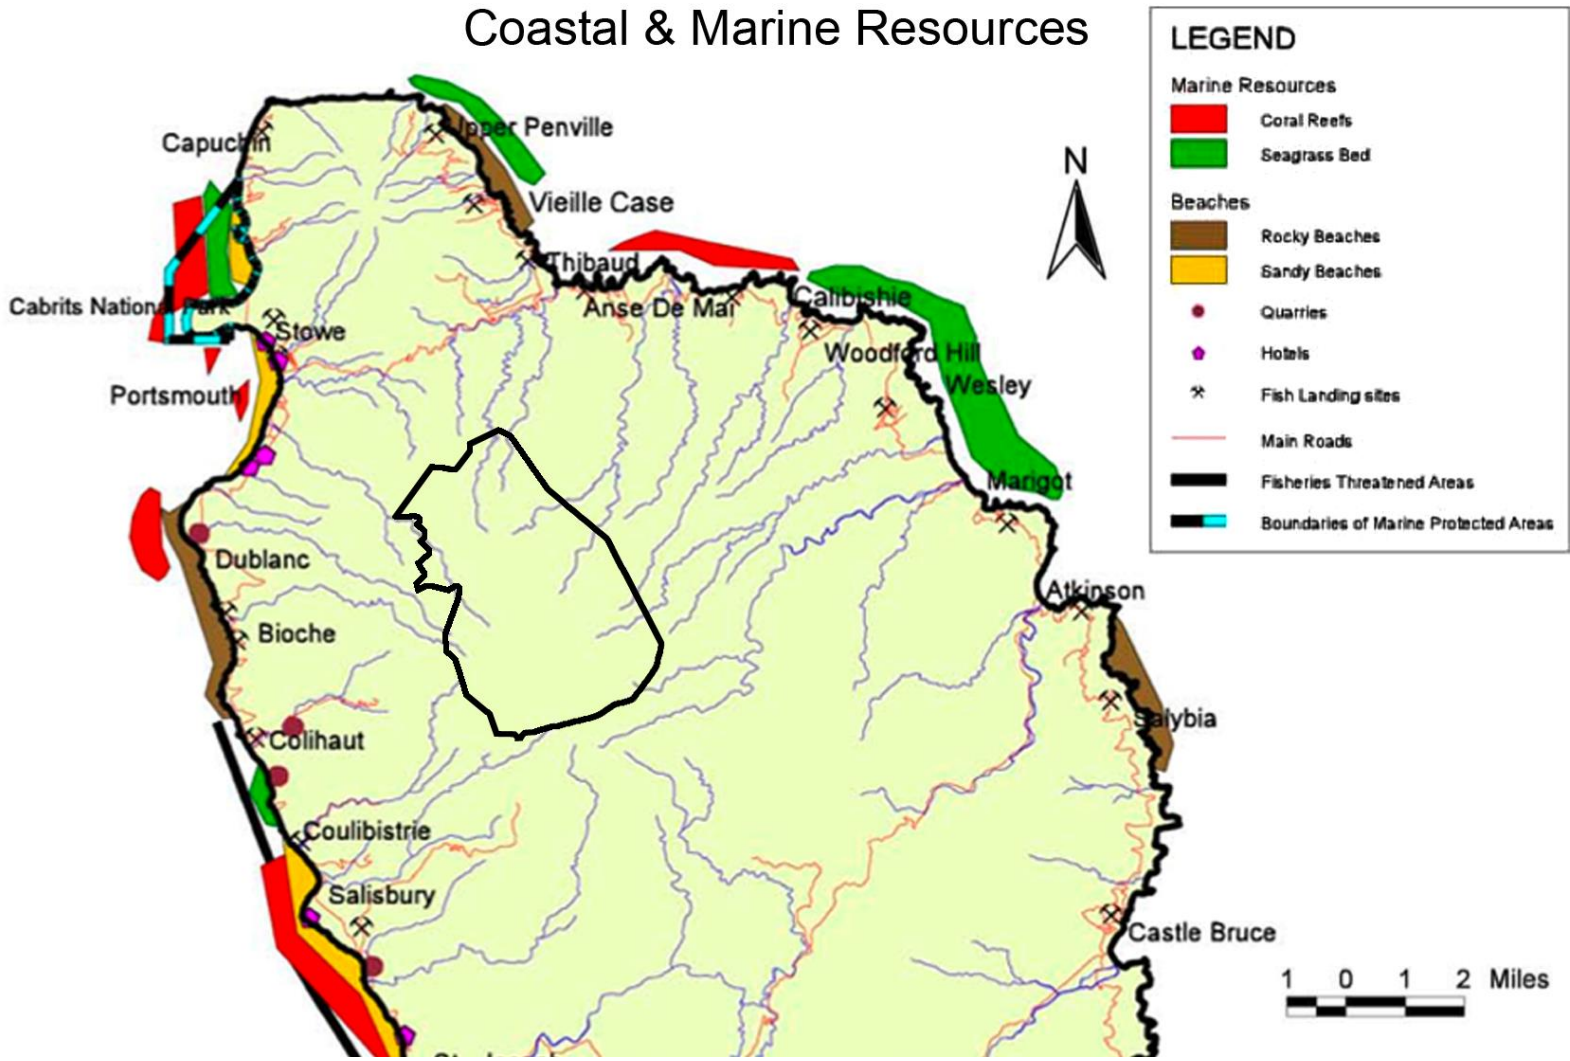 Coastal & Marine Resources
LEGEND
Marine Resources
Coral Reefs
Seagrass Bed
Beaches
Rocky Beaches
Sandy Beaches
Quarries
Hotels
Fish Landing sites
Main Roads
Fisheries Threatened Areas
Boundaries of Marine Protected Areas
N
Capuchin
Upper Penville
Vieille Case
Thibaud
Cabrits National Park
Anse De Mai
Calibishie
Stowe
Woodford Hill
Wesley
Portsmouth
Marigot
Dublanc
Atkinson
Bioche
Salybia
Colihaut
Coulibistrie
Salisbury
Castle Bruce
1 0 1 2 Miles